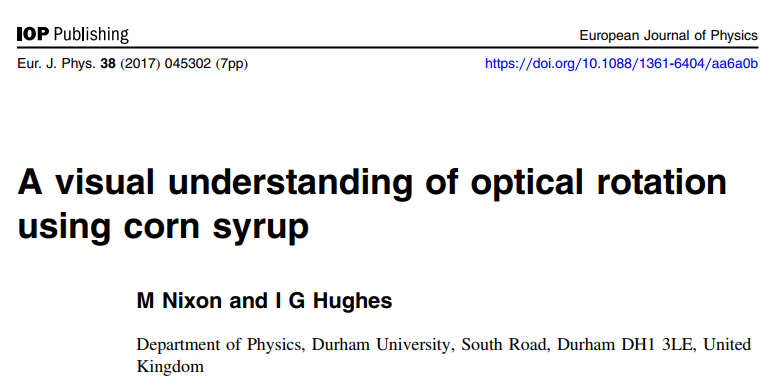 IOP Publishing
European Journal of Physics
Eur. J. Phys. 38 (2017) 045302 (7pp)
https://doi.org/10.1088/1361-6404/aa6a0b
A visual understanding of optical rotation
using corn syrup
M Nixon and I G Hughes
Department of Physics, Durham University, South Road, Durham DH1 3LE, United
Kingdom